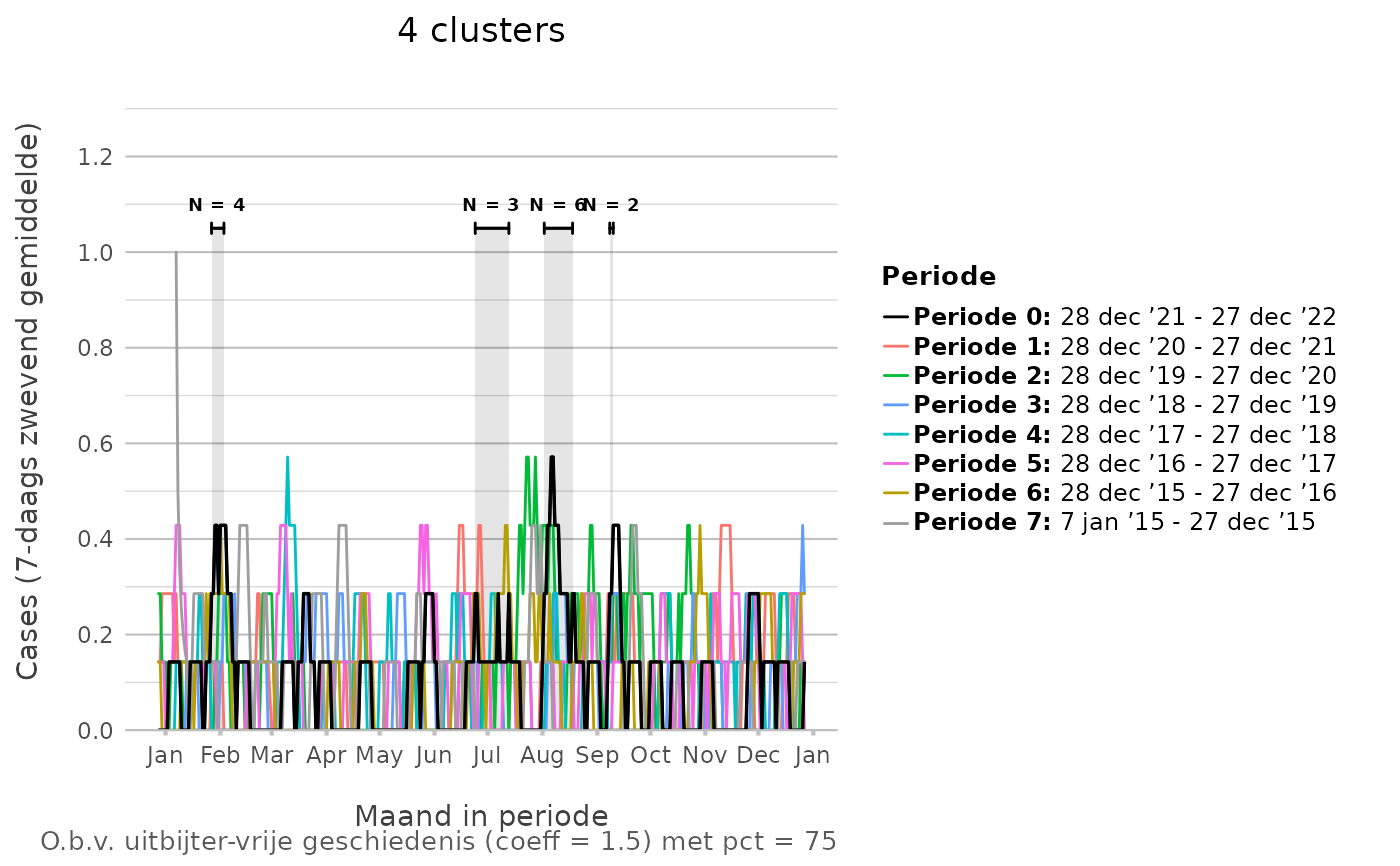 4 clusters
Cases (7-daags zwevend gemiddelde)
1.2
1.0
0.8
0.6
0.4
0.2
0.0
N = 4
N = 3
N = 6
N = 2
Jan Feb Mar Apr May Jun Jul Aug Sep Oct Nov Dec Jan
Maand in periode
O.b.v. uitbijter-vrije geschiedenis (coeff = 1.5) met pct = 75
Periode
Periode 0: 28 dec ’21 - 27 dec ’22
Periode 1: 28 dec ’20 - 27 dec ’21
Periode 2: 28 dec ’19 - 27 dec ’20
Periode 3: 28 dec ’18 - 27 dec ’19
Periode 4: 28 dec ’17 - 27 dec ’18
Periode 5: 28 dec ’16 - 27 dec ’17
Periode 6: 28 dec ’15 - 27 dec ’16
Periode 7: 7 jan ’15 - 27 dec ’15